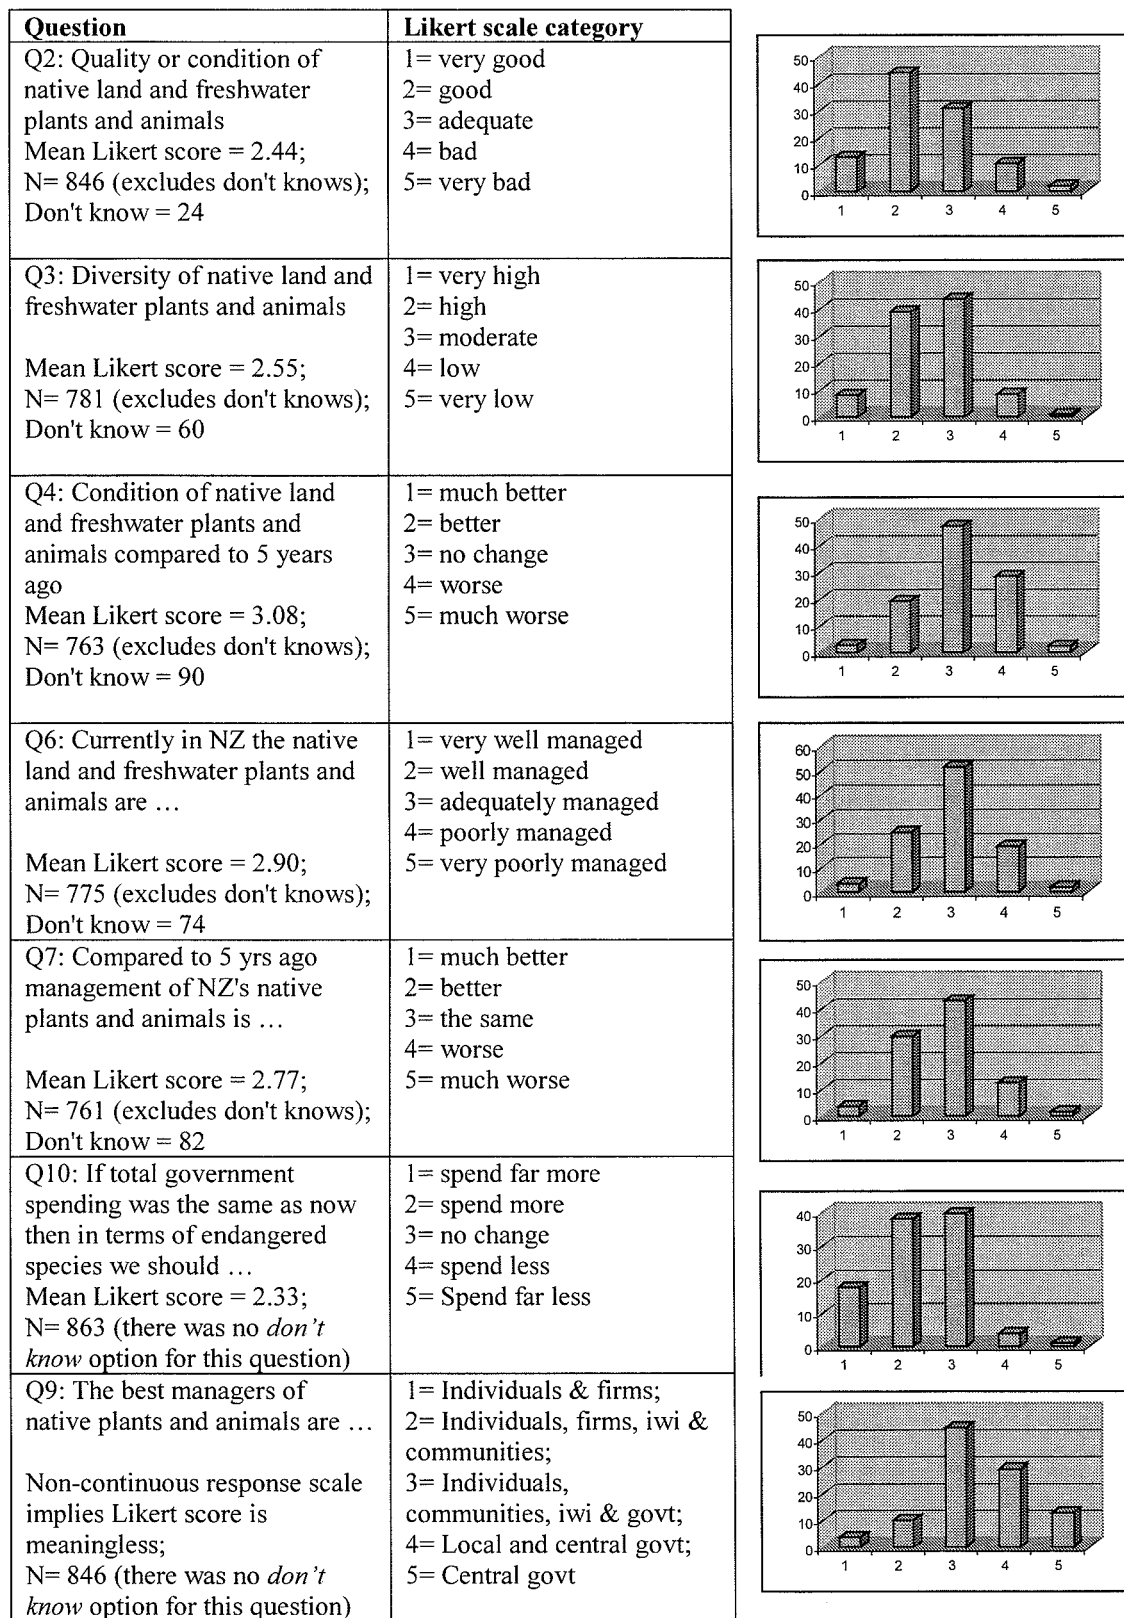 Question
Likert scale category
Q2: Quality or condition of
native land and freshwater
plants and animals
Mean Likert score = 2.44;
N= 846 (excludes don't knows);
Don't know = 24
1= very good
2= good
3= adequate
4= bad
5= very bad
50
40
30
20
10
0
1 2 3 4 5
Q3: Diversity of native land and
freshwater plants and animals
Mean Likert score = 2.55;
N= 781 (excludes don't knows);
Don't know = 60
1= very high
2= high
3= moderate
4= low
5= very low
50
40
30
20
10
0
1 2 3 4 5
Q4: Condition of native land
and freshwater plants and
animals compared to 5 years
ago
Mean Likert score = 3.08;
N= 763 (excludes don't knows);
Don't know = 90
1= much better
2= better
3= no change
4= worse
5= much worse
50
40
30
20
10
0
1 2 3 4 5
Q6: Currently in NZ the native
land and freshwater plants and
animals are …
Mean Likert score = 2.90;
N= 775 (excludes don't knows);
Don't know = 74
1= very well managed
2= well managed
3= adequately managed
4= poorly managed
5= very poorly managed
60
50
40
30
20
10
0
1 2 3 4 5
Q7: Compared to 5 yrs ago
management of NZ's native
plants and animals is …
Mean Likert score = 2.77;
N= 761 (excludes don't knows);
Don't know = 82
1= much better
2= better
3= the same
4= worse
5= much worse
50
40
30
20
10
0
1 2 3 4 5
Q10: If total government
spending was the same as now
then in terms of endangered
species we should …
Mean Likert score = 2.33;
N= 863 (there was no don't
know option for this question)
1= spend far more
2= spend more
3= no change
4= spend less
5= Spend far less
40
30
20
10
0
1 2 3 4 5
Q9: The best managers of
native plants and animals are …
Non-continuous response scale
implies Likert score is
meaningless;
N= 846 (there was no don't
know option for this question)
1= Individuals & firms;
2= Individuals, firms, iwi &
communities;
3= Individuals,
communities, iwi & govt;
4= Local and central govt;
5= Central govt
50
40
30
20
10
0
1 2 3 4 5